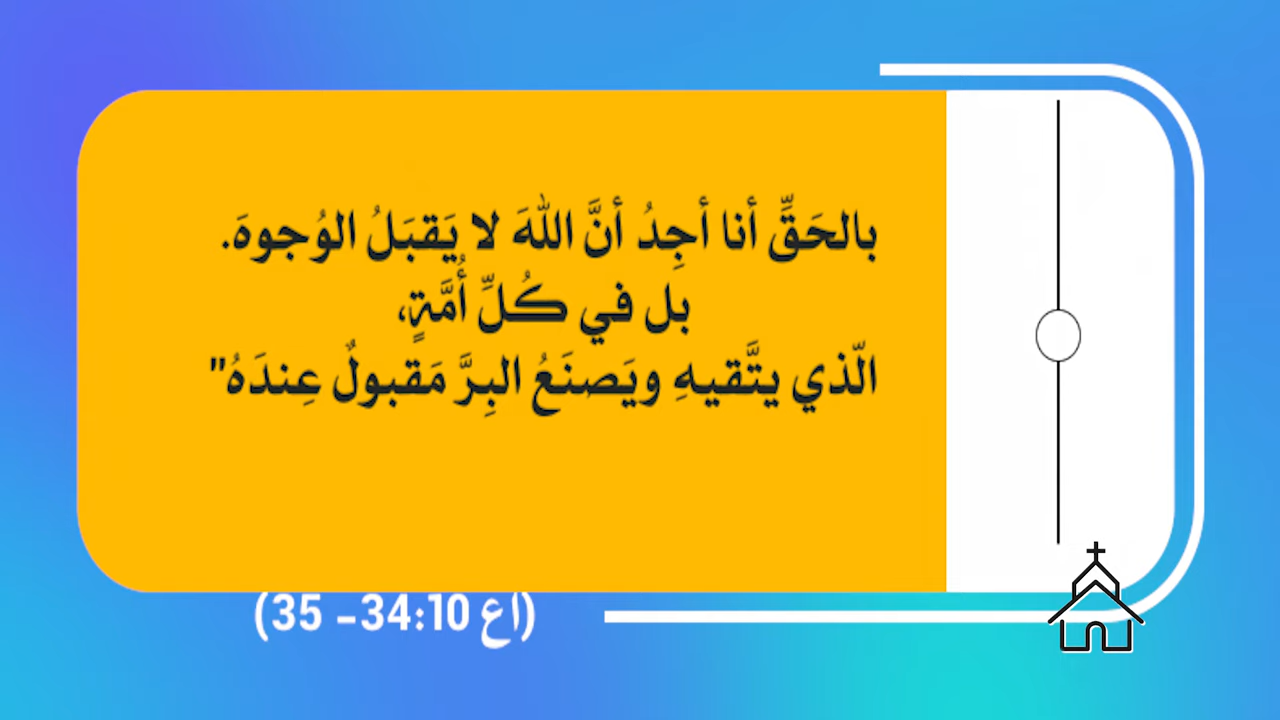 بالحَقِّ أنا أجِدُ أنَّ اللهَ لا يَقبَلُ الوُجوهَ.
بل في كُلِّ أُمَّةٍ،
الّذي يتَّقيهِ ويَصنَعُ البِرَّ مَقبولٌ عِندَهُ"
(اع 34:10- 35)